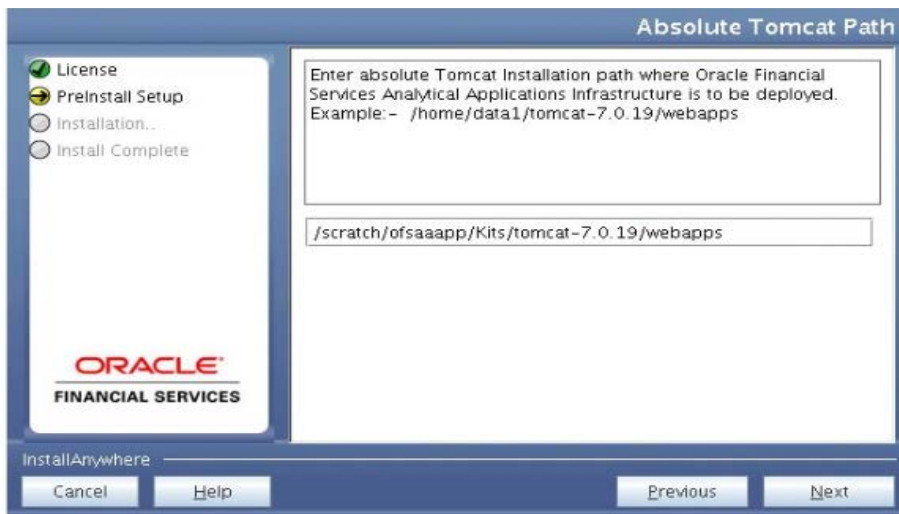 Absolute Tomcat Path
License
PreInstall Setup
Installation..
Install Complete
Enter absolute Tomcat Installation path where Oracle Financial
Services Analytical Applications Infrastructure is to be deployed.
Example:- /home/data1/tomcat-7.0.19/webapps
/scratch/ofsaaapp/Kits/tomcat-7.0.19/webapps
ORACLE
FINANCIAL SERVICES
InstallAnywhere
Cancel Help Previous Next